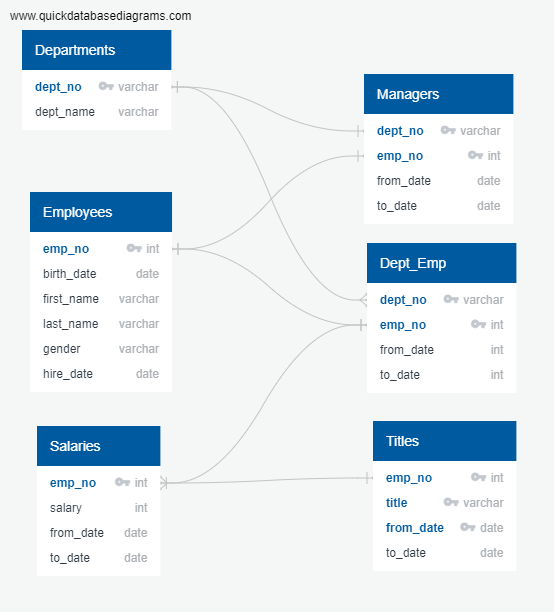 www.quickdatabasediagrams.com
Departments
dept_no varchar
dept_name varchar
Managers
dept_no varchar
emp_no int
from_date date
to_date date
Employees
emp_no int
birth_date date
first_name varchar
last_name varchar
gender varchar
hire_date date
Dept_Emp
dept_no varchar
emp_no int
from_date int
to_date int
Salaries
emp_no int
salary int
from_date date
to_date date
Titles
emp_no int
title varchar
from_date date
to_date date